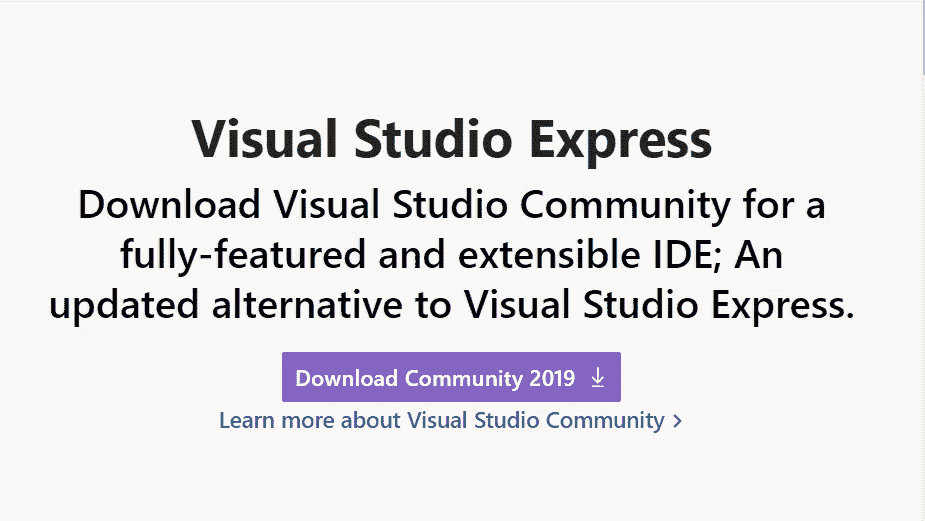 Visual Studio Express
Download Visual Studio Community for a
fully-featured and extensible IDE; An
updated alternative to Visual Studio Express.
Download Community 2019
Learn more about Visual Studio Community